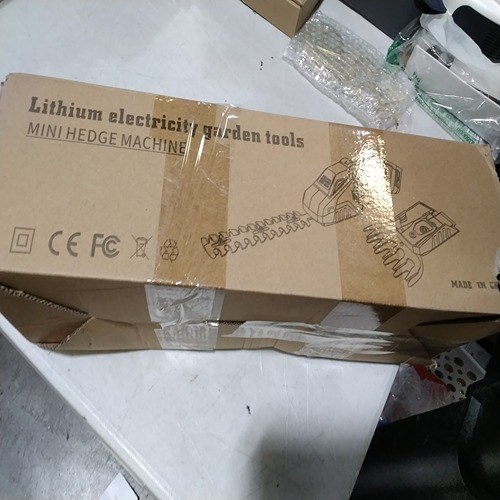 Lithium electricity garden tools
MINI HEDGE MACHINE
CE FC
MADE IN